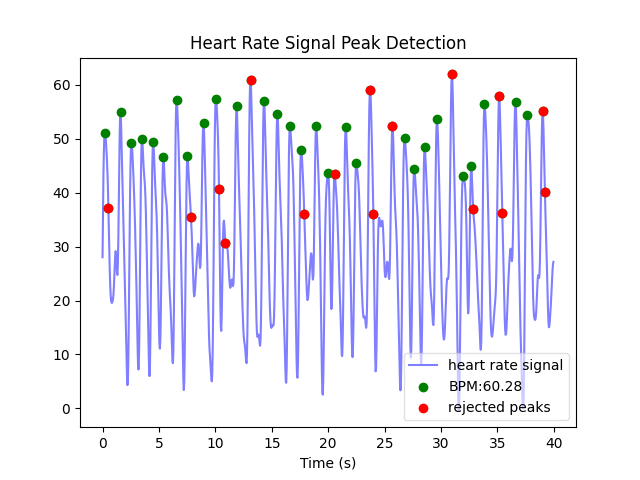 Heart Rate Signal Peak Detection
60
50
40
30
20
10
0
heart rate signal
BPM:60.28
rejected peaks
0 5 10 15 20 25 30 35 40
Time (s)